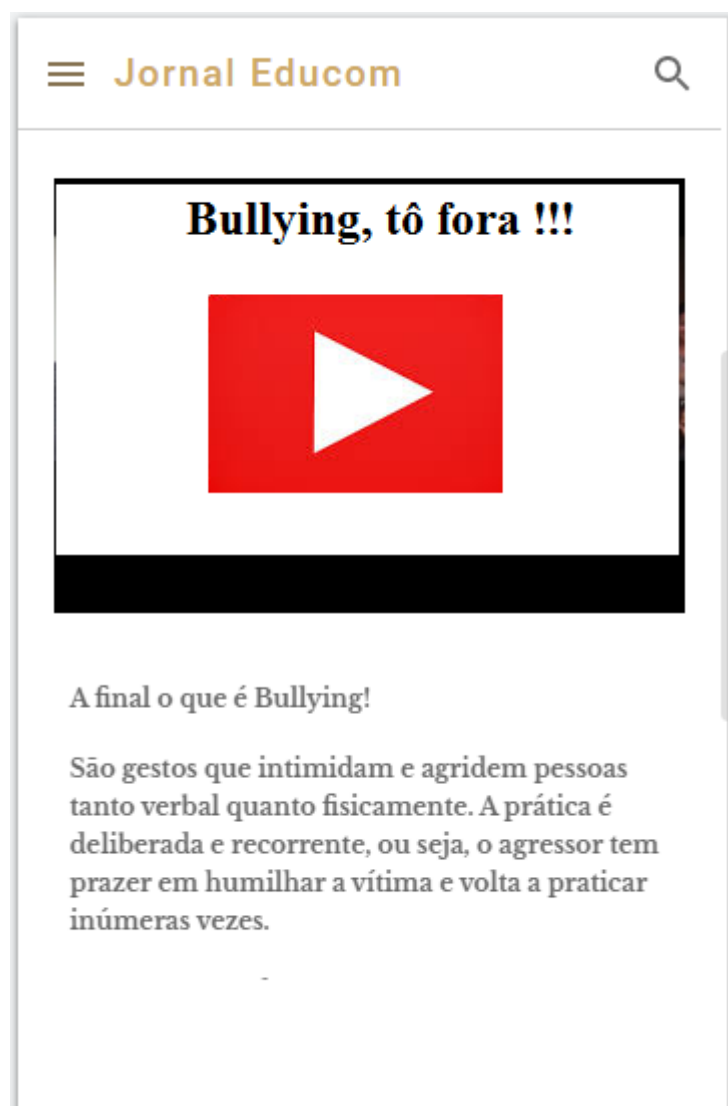 Jornal Educom
Bullying, tô fora !!!
A final o que é Bullying!
São gestos que intimidam e agridem pessoas
tanto verbal quanto fisicamente. A prática é
deliberada e recorrente, ou seja, o agressor tem
prazer em humilhar a vítima e volta a praticar
inúmeras vezes.
-